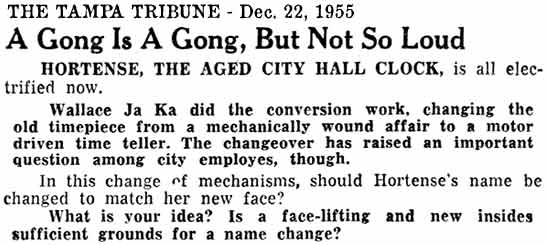 THE TAMPA TRIBUNE - Dec. 22, 1955
A Gong Is A Gong, But Not So Loud
HORTENSE, THE AGED CITY HALL CLOCK, is all elec-
trified now.
Wallace Ja Ka did the conversion work, changing the
old timepiece from a mechanically wound affair to a motor
driven time teller. The changeover has raised an important
question among city employes, though.
In this change of mechanisms, should Hortense's name be
changed to match her new face?
What is your idea? Is a face-lifting and new insides
sufficient grounds for a name change?